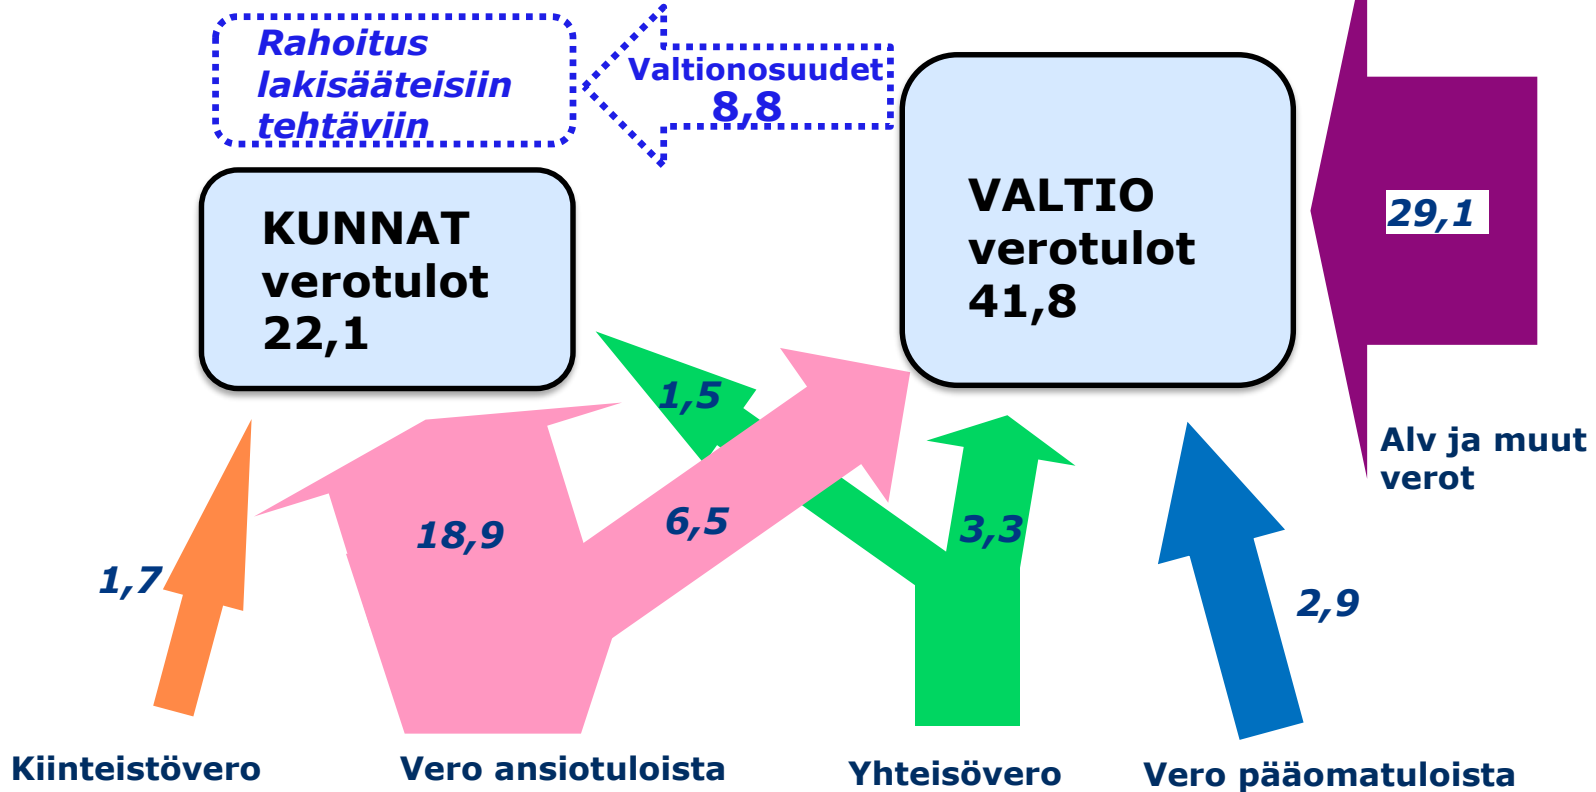 Rahoitus
lakisääteisiin
tehtäviin
Valtionosuudet
8,8
KUNNAT
verotulot
22,1
VALTIO
verotulot
41,8
29,1
Alv ja muut
verot
1,5
18,9
6,5
3,3
1,7
2,9
Kiinteistövero
Vero ansiotuloista
Yhteisövero
Vero pääomatuloista